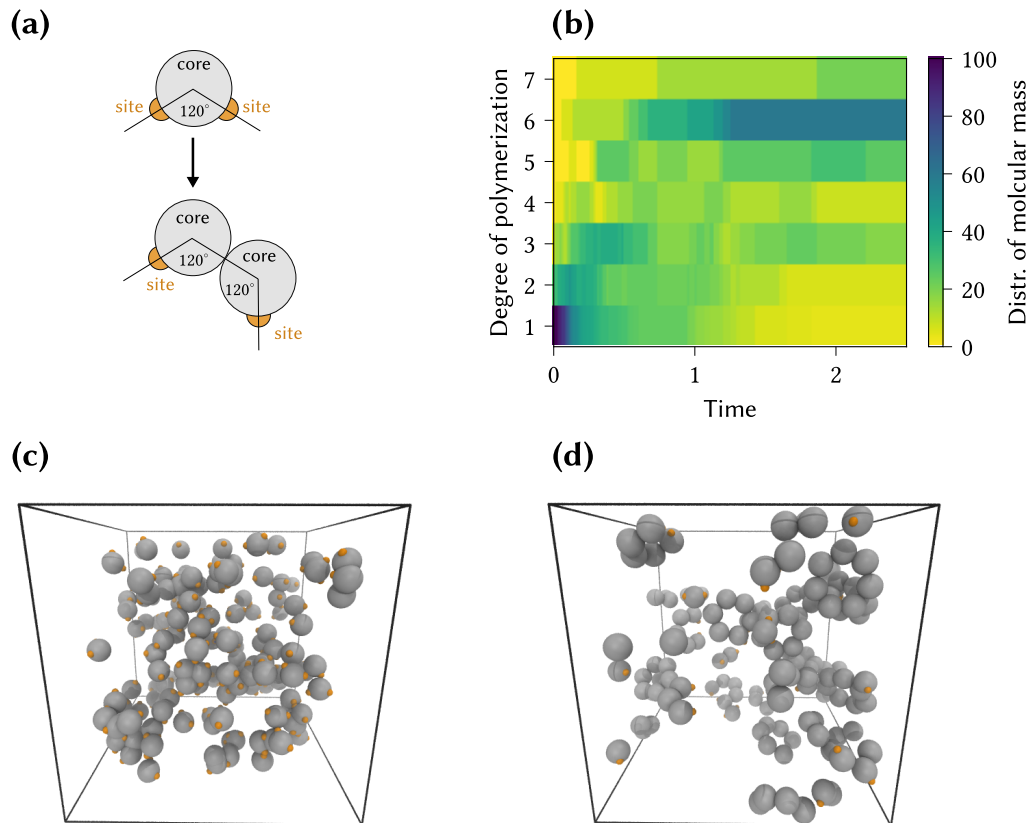 (a)
core
site
120°
site
core
120°
site
core
120°
site
(b)
Degree of polymerization
7
6
5
4
3
2
1
0
1
2
Time
100
80
60
40
20
0
Distr. of molcular mass
(c)
(d)